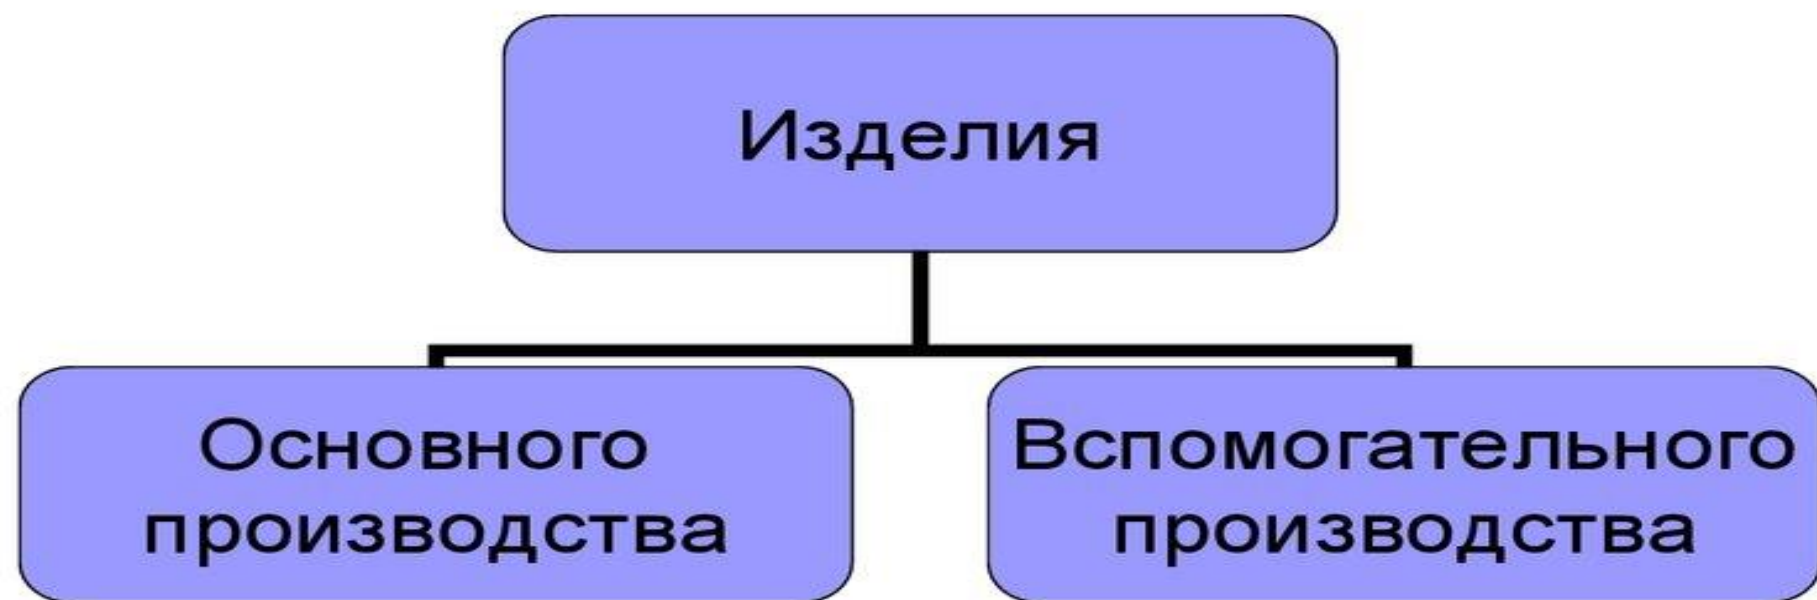 Изделия
Основного
производства
Вспомогательного
производства